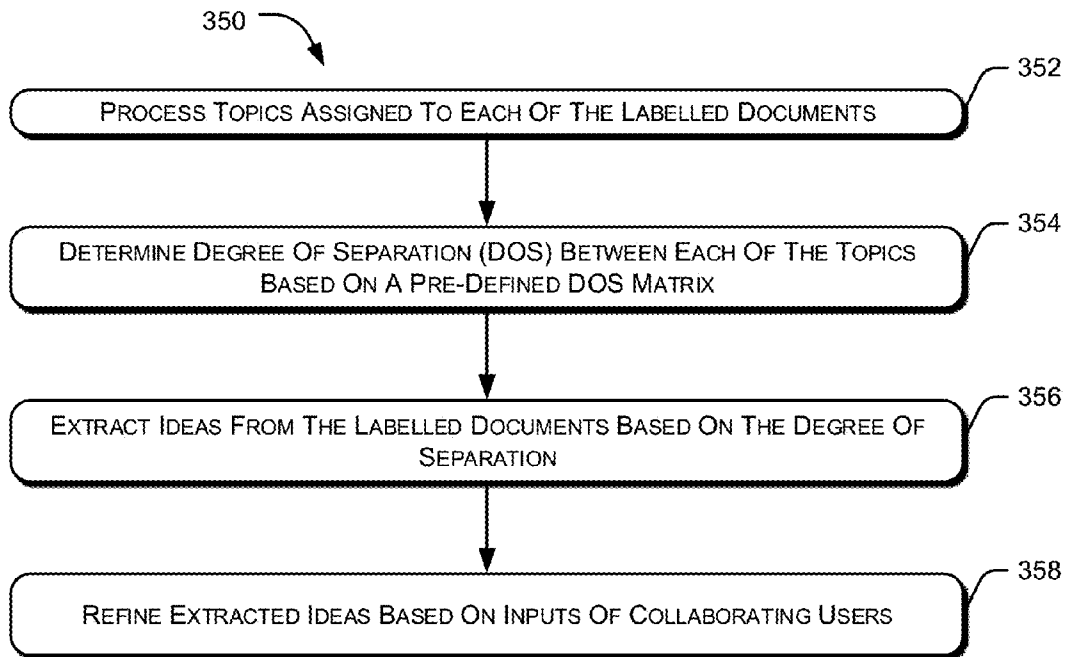 350
352
PROCESS TOPICS ASSIGNED TO EACH OF THE LABELLED DOCUMENTS
354
DETERMINE DEGREE OF SEPARATION (DOS) BETWEEN EACH OF THE TOPICS
BASED ON A PRE-DEFINED DOS MATRIX
356
EXTRACT IDEAS FROM THE LABELLED DOCUMENTS BASED ON THE DEGREE OF
SEPARATION
358
REFINE EXTRACTED IDEAS BASED ON INPUTS OF COLLABORATING USERS